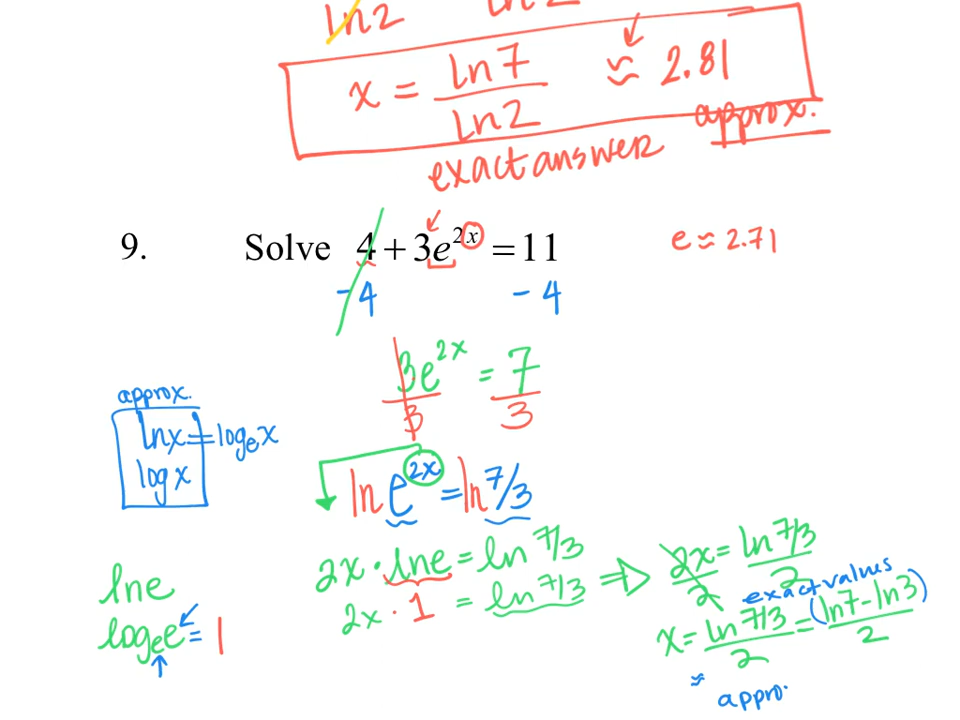 ln2 ln2
x = ln7/ln2 ≈ 2.81
exact answer approx.
9. Solve 4 + 3e^{2x} = 11 e ≈ 2.71
-4 -4
3e^{2x}/3 = 7/3
approx.
lnx = log_e x
log x
ln e^{2x} = ln 7/3
2x · lne = ln 7/3 ⇒ 2x/2 = ln 7/3/2
lne
2x · 1 = ln 7/3
exact values
log_e e = 1
x = ln 7/3/2 = (ln7 - ln3)/2
≈ appro.